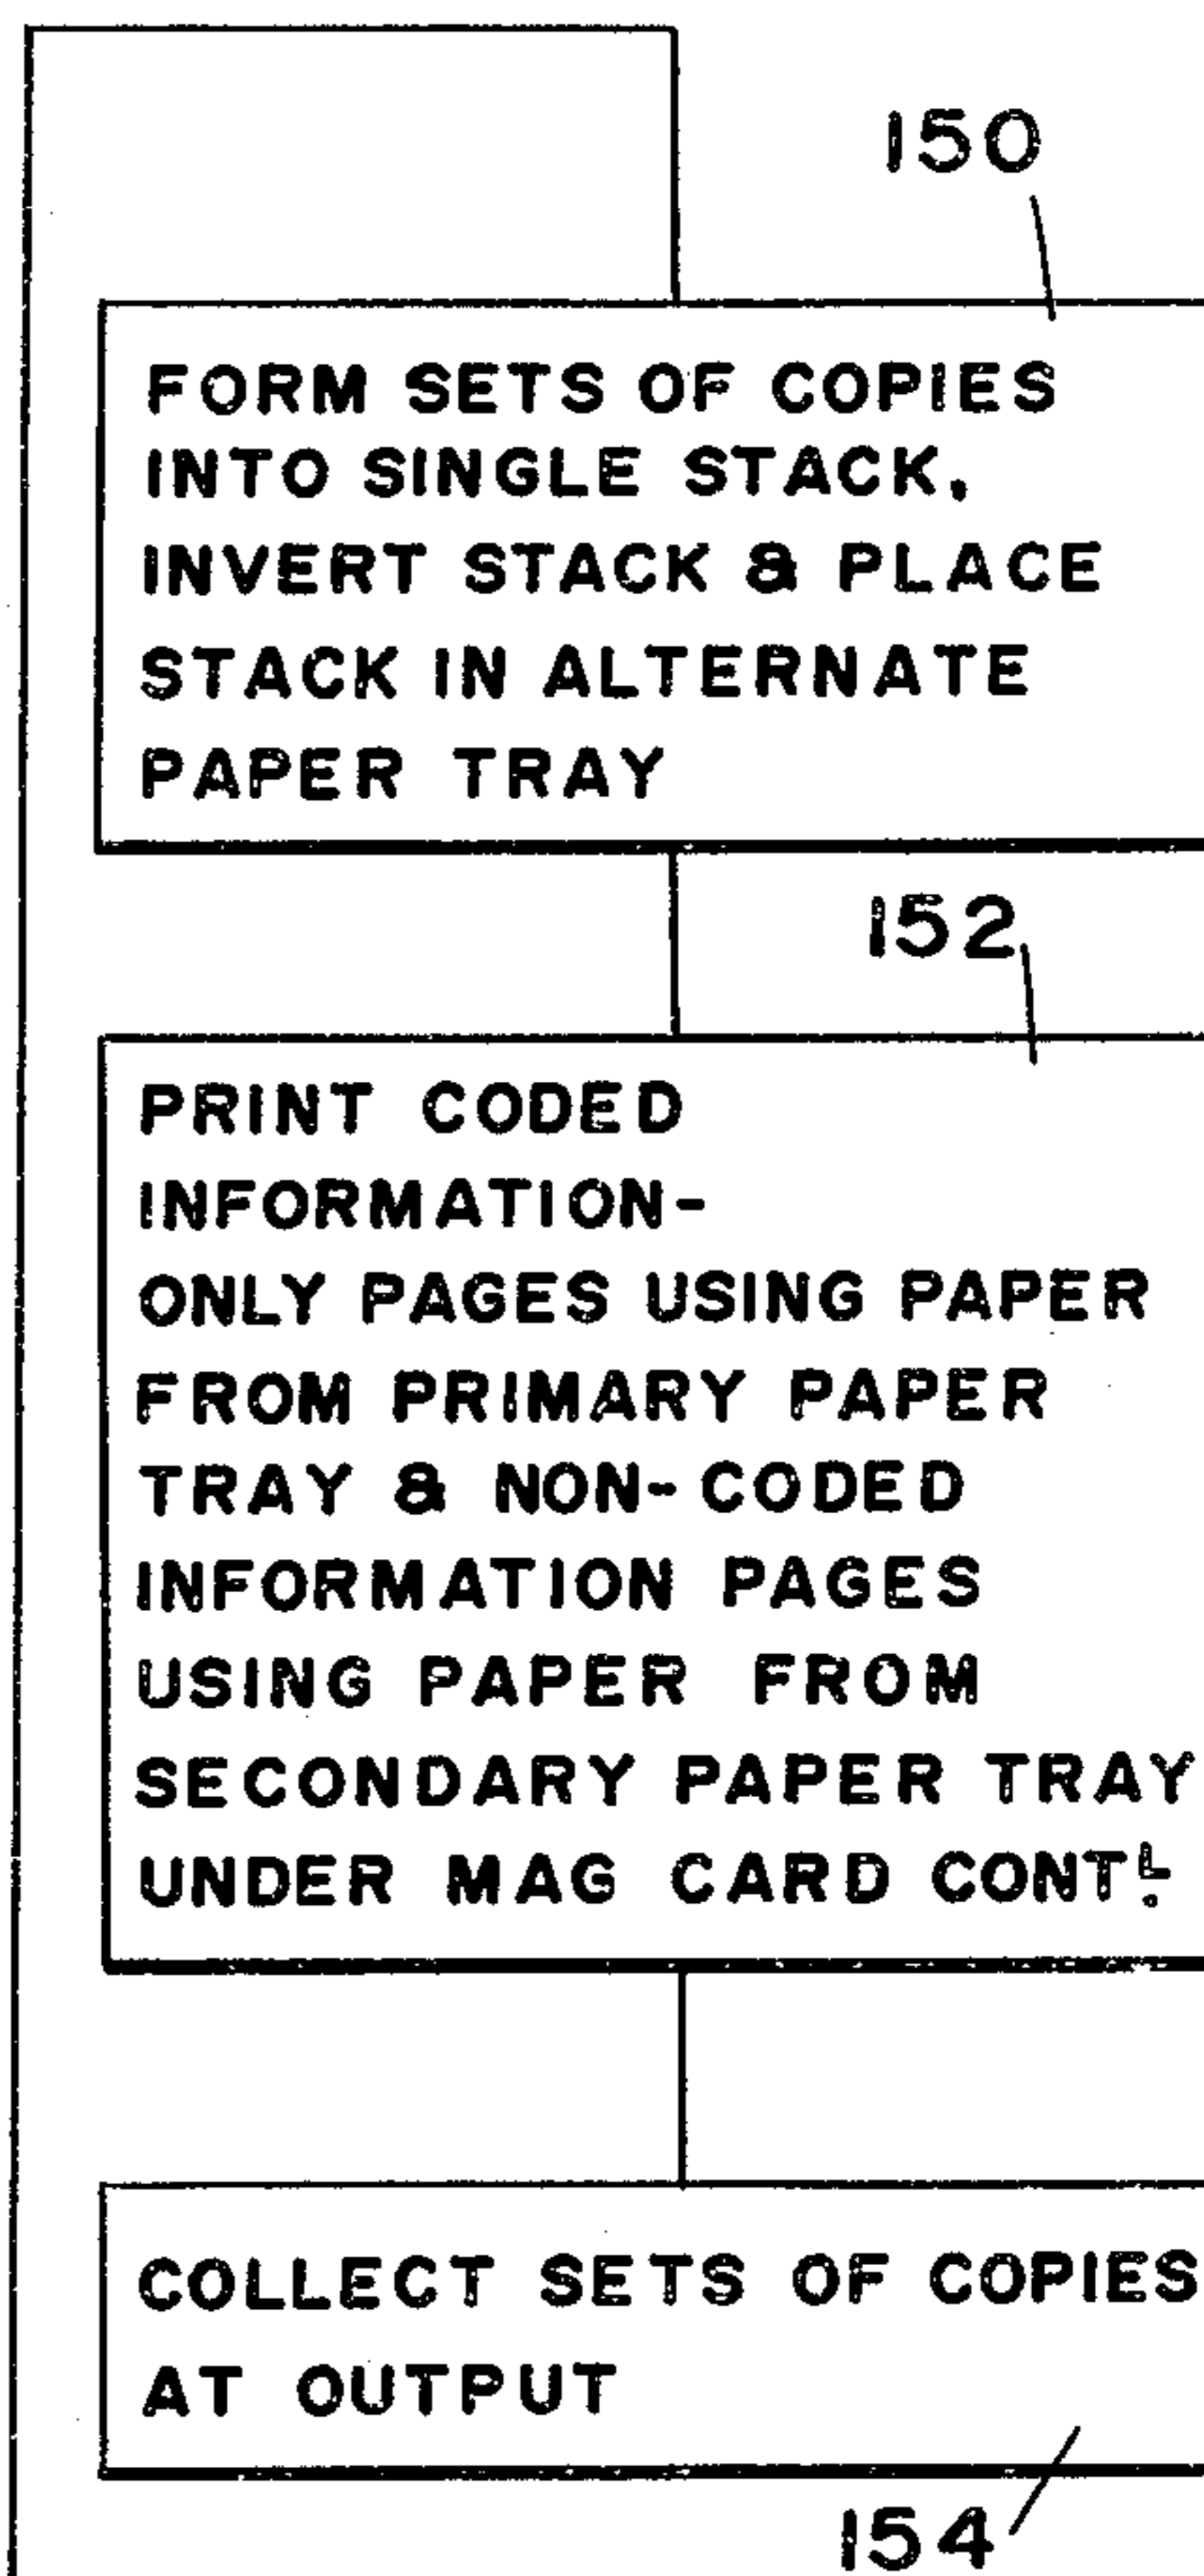 150
FORM SETS OF COPIES
INTO SINGLE STACK,
INVERT STACK & PLACE
STACK IN ALTERNATE
PAPER TRAY
152
PRINT CODED
INFORMATION-
ONLY PAGES USING PAPER
FROM PRIMARY PAPER
TRAY & NON-CODED
INFORMATION PAGES
USING PAPER FROM
SECONDARY PAPER TRAY
UNDER MAG CARD CONT'L.
COLLECT SETS OF COPIES
AT OUTPUT
154